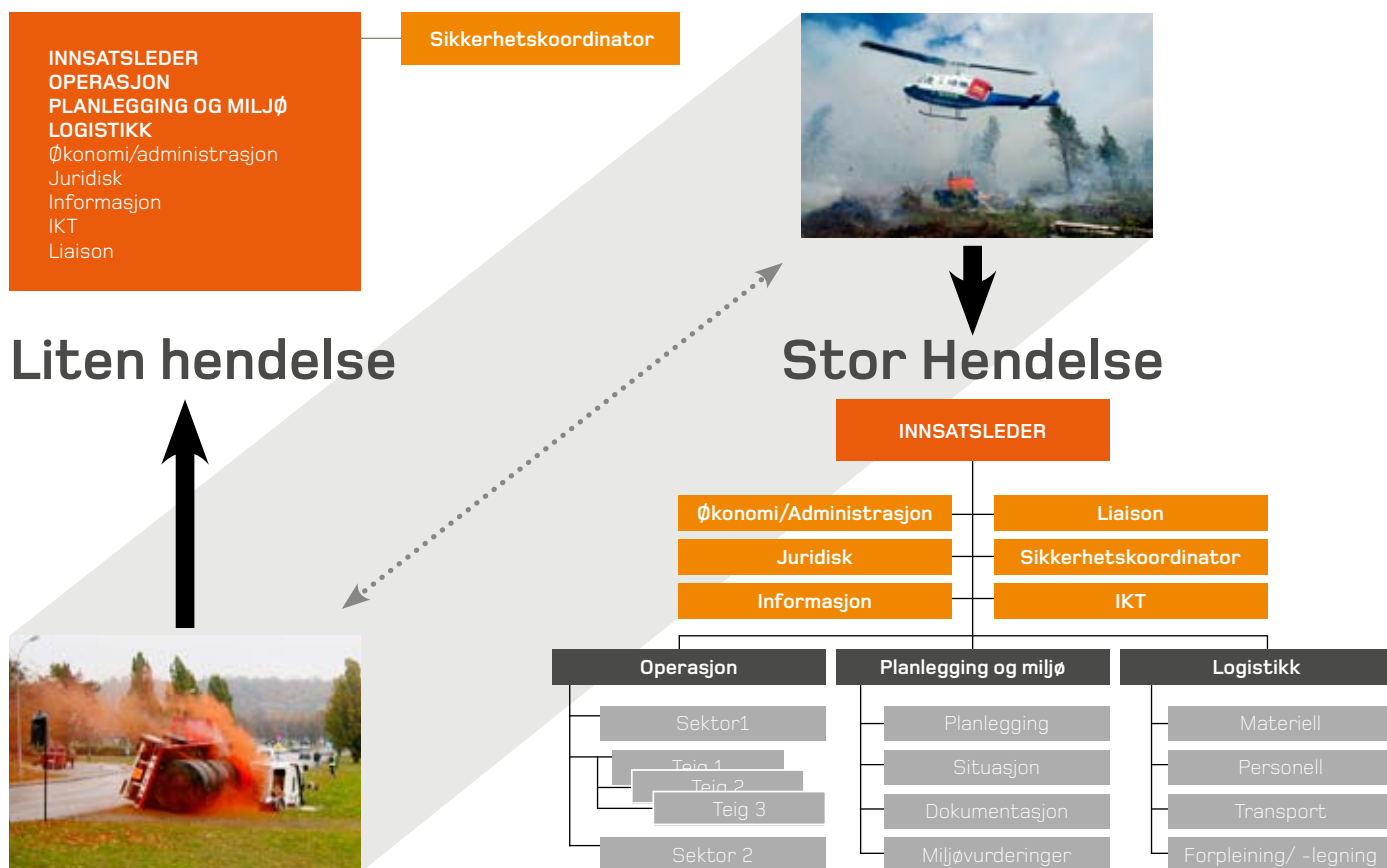 INNSATSLEDER
OPERASJON
PLANLEGGING OG MILJØ
LOGISTIKK
Økonomi/administrasjon
Juridisk
Informasjon
IKT
Liaison
Sikkerhetskoordinator
Liten hendelse
Stor Hendelse
INNSATSLEDER
Økonomi/Administrasjon
Liaison
Juridisk
Sikkerhetskoordinator
Informasjon
IKT
Operasjon
Sektor1
Teig 1
Teig 2
Teig 3
Sektor 2
Planlegging og miljø
Planlegging
Situasjon
Dokumentasjon
Miljøvurderinger
Logistikk
Materiell
Personell
Transport
Forpleining/ -legning